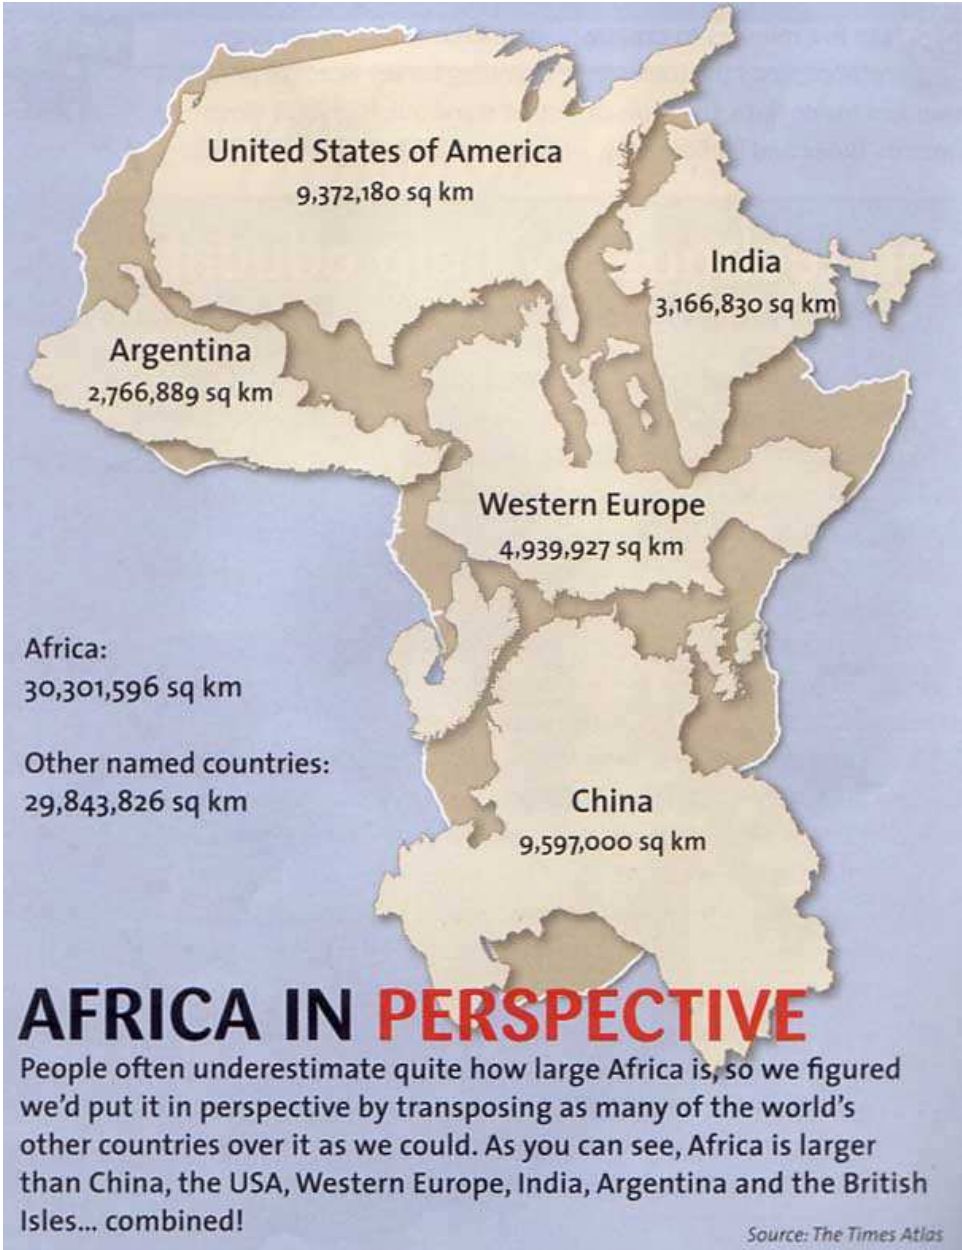 United States of America
9,372,180 sq km
India
3,166,830 sq km
Argentina
2,766,889 sq km
Western Europe
4,939,927 sq km
Africa:
30,301,596 sq km
Other named countries:
29,843,826 sq km
China
9,597,000 sq km
AFRICA IN PERSPECTIVE
People often underestimate quite how large Africa is, so we figured
we'd put it in perspective by transposing as many of the world's
other countries over it as we could. As you can see, Africa is larger
than China, the USA, Western Europe, India, Argentina and the British
Isles... combined!
Source: The Times Atlas